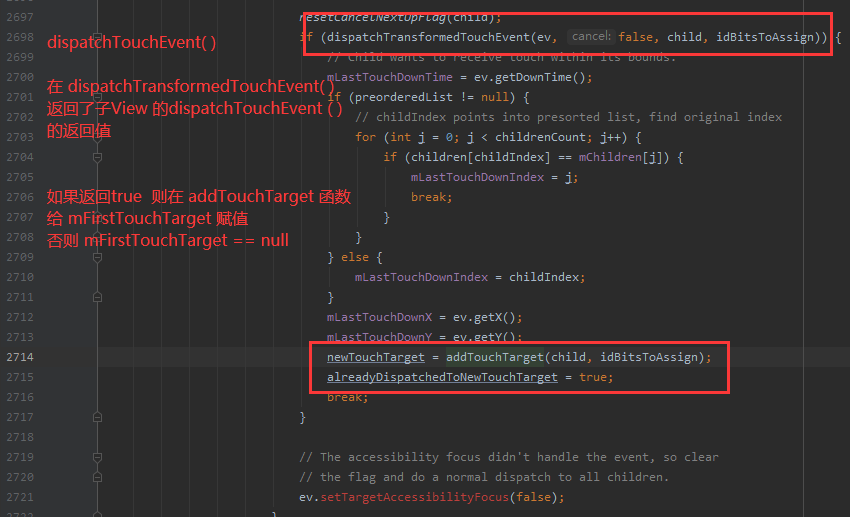 2697 resetCancelNextUpFlag(child);
2698 if (dispatchTransformedTouchEvent(ev, cancel: false, child, idBitsToAssign)) {
dispatchTouchEvent( )
2699 // Child wants to receive touch within its bounds.
2700 mLastTouchDownTime = ev.getDownTime();
在 dispatchTransformedTouchEvent( )
2701 if (preorderedList != null) {
返回了子View 的dispatchTouchEvent ( )
2702 // childIndex points into presorted list, find original index
的返回值
2703 for (int j = 0; j < childrenCount; j++) {
2704 if (children[childIndex] == mChildren[j]) {
2705 mLastTouchDownIndex = j;
如果返回true 则在 addTouchTarget 函数
2706 break;
给 mFirstTouchTarget 赋值
2707 }
否则 mFirstTouchTarget == null
2708 }
2709 } else {
2710 mLastTouchDownIndex = childIndex;
2711 }
2712 mLastTouchDownX = ev.getX();
2713 mLastTouchDownY = ev.getY();
2714 newTouchTarget = addTouchTarget(child, idBitsToAssign);
2715 alreadyDispatchedToNewTouchTarget = true;
2716 break;
2717 }
2718
2719 // The accessibility focus didn't handle the event, so clear
2720 // the flag and do a normal dispatch to all children.
2721 ev.setTargetAccessibilityFocus(false);